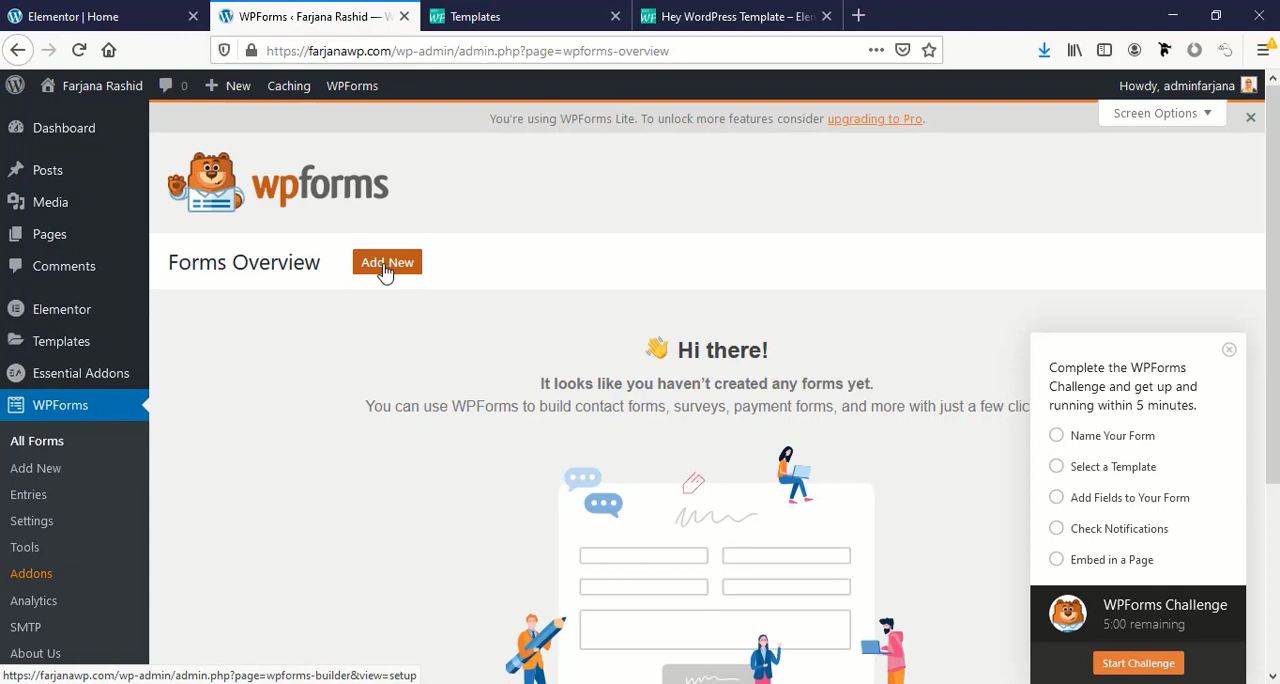 Elementor | Home
WPForms ‹ Farjana Rashid — W
Templates
Hey WordPress Template – Elen
https://farjanawp.com/wp-admin/admin.php?page=wpforms-overview
Farjana Rashid
0
New
Caching
WPForms
Howdy, adminfarjana
You're using WPForms Lite. To unlock more features consider upgrading to Pro.
Screen Options
Dashboard
Posts
Media
Pages
Comments
Elementor
Templates
Essential Addons
WPForms
All Forms
Add New
Entries
Settings
Tools
Addons
Analytics
SMTP
About Us
wpforms
Forms Overview
Add New
Hi there!
It looks like you haven't created any forms yet.
You can use WPForms to build contact forms, surveys, payment forms, and more with just a few clic
Complete the WPForms
Challenge and get up and
running within 5 minutes.
Name Your Form
Select a Template
Add Fields to Your Form
Check Notifications
Embed in a Page
WPForms Challenge
5:00 remaining
Start Challenge
https://farjanawp.com/wp-admin/admin.php?page=wpforms-builder&view=setup